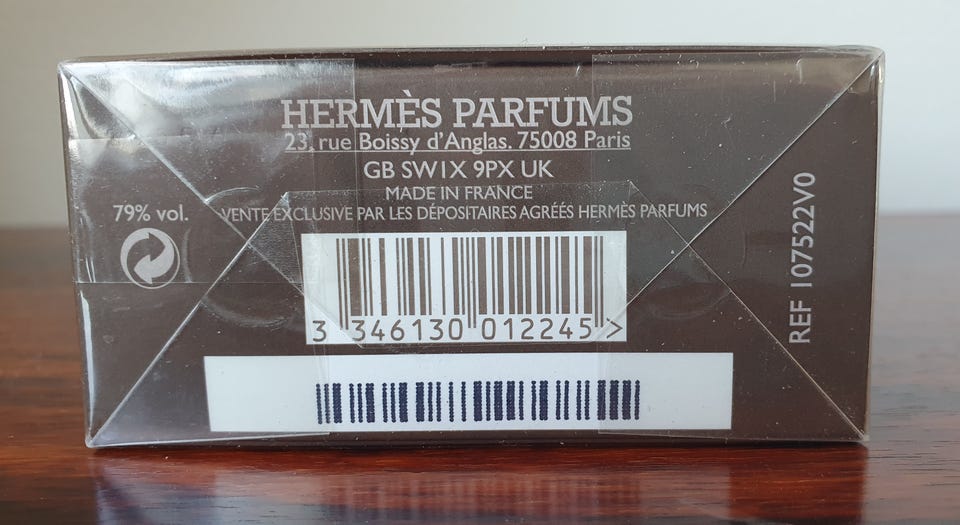 HERMÈS PARFUMS
23, rue Boissy d'Anglas. 75008 Paris
GB SW1X 9PX UK
MADE IN FRANCE
79% vol.
VENTE EXCLUSIVE PAR LES DÉPOSITAIRES AGRÉÉS HERMÈS PARFUMS
3 346130 012245 >
REF 107522V0